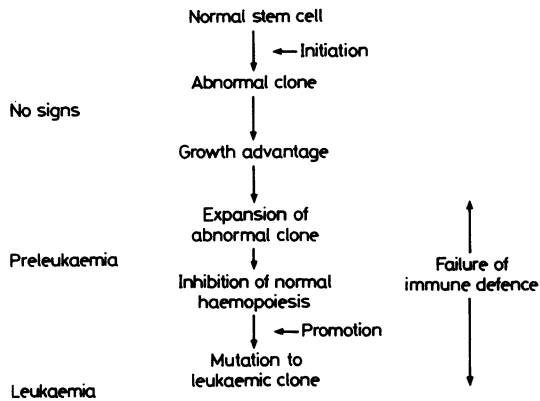 Normal stem cell
Initiation
Abnormal clone
No signs
Growth advantage
Expansion of
abnormal clone
Preleukaemia
Failure of
immune defence
Inhibition of normal
haemopoiesis
Promotion
Mutation to
leukaemic clone
Leukaemia